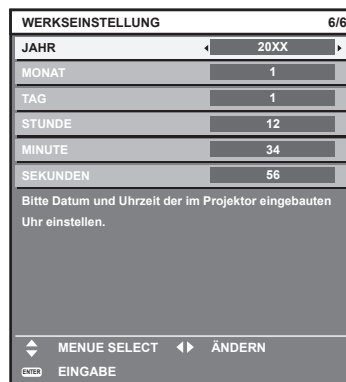 WERKSEINSTELLUNG 6/6
JAHR 20XX
MONAT 1
TAG 1
STUNDE 12
MINUTE 34
SEKUNDEN 56
Bitte Datum und Uhrzeit der im Projektor eingebauten
Uhr einstellen.
MENUE SELECT ÄNDERN
ENTER EINGABE